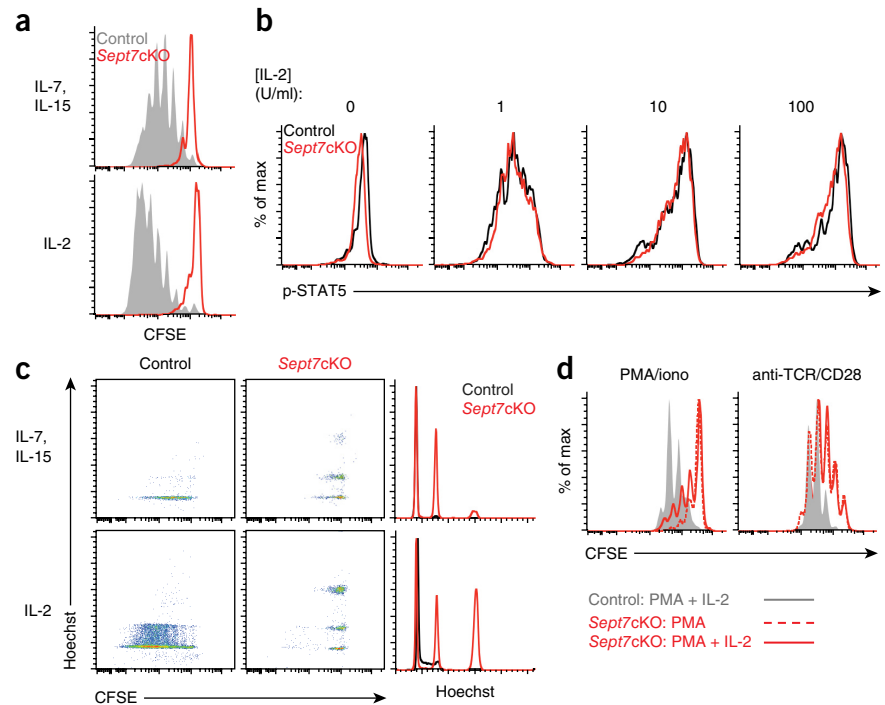 a
Control
Sept7cKO
IL-7,
IL-15
IL-2
CFSE
b
[IL-2]
(U/ml):
0
1
10
100
Control
Sept7cKO
% of max
p-STAT5
c
Control
Sept7cKO
Control
Sept7cKO
IL-7,
IL-15
IL-2
Hoechst
CFSE
Hoechst
d
PMA/iono
anti-TCR/CD28
% of max
CFSE
Control: PMA + IL-2
Sept7cKO: PMA
Sept7cKO: PMA + IL-2